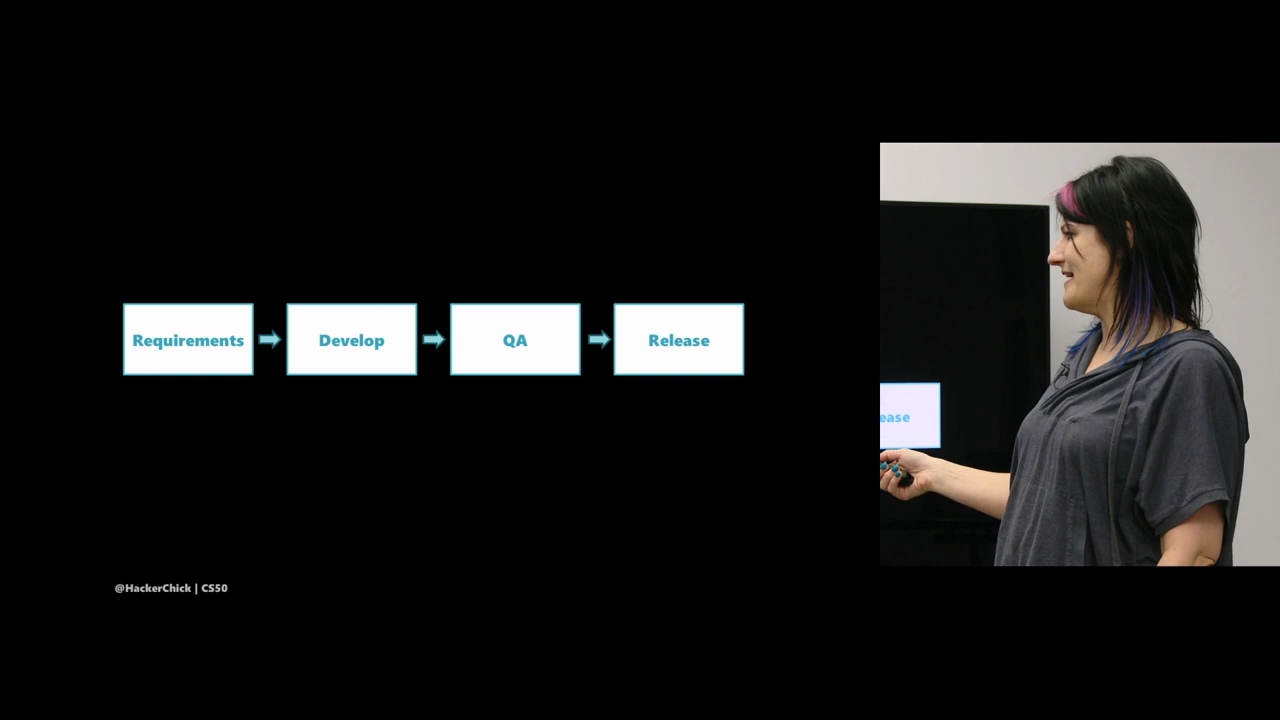 Requirements
Develop
QA
Release
@HackerChick | CS50
ease